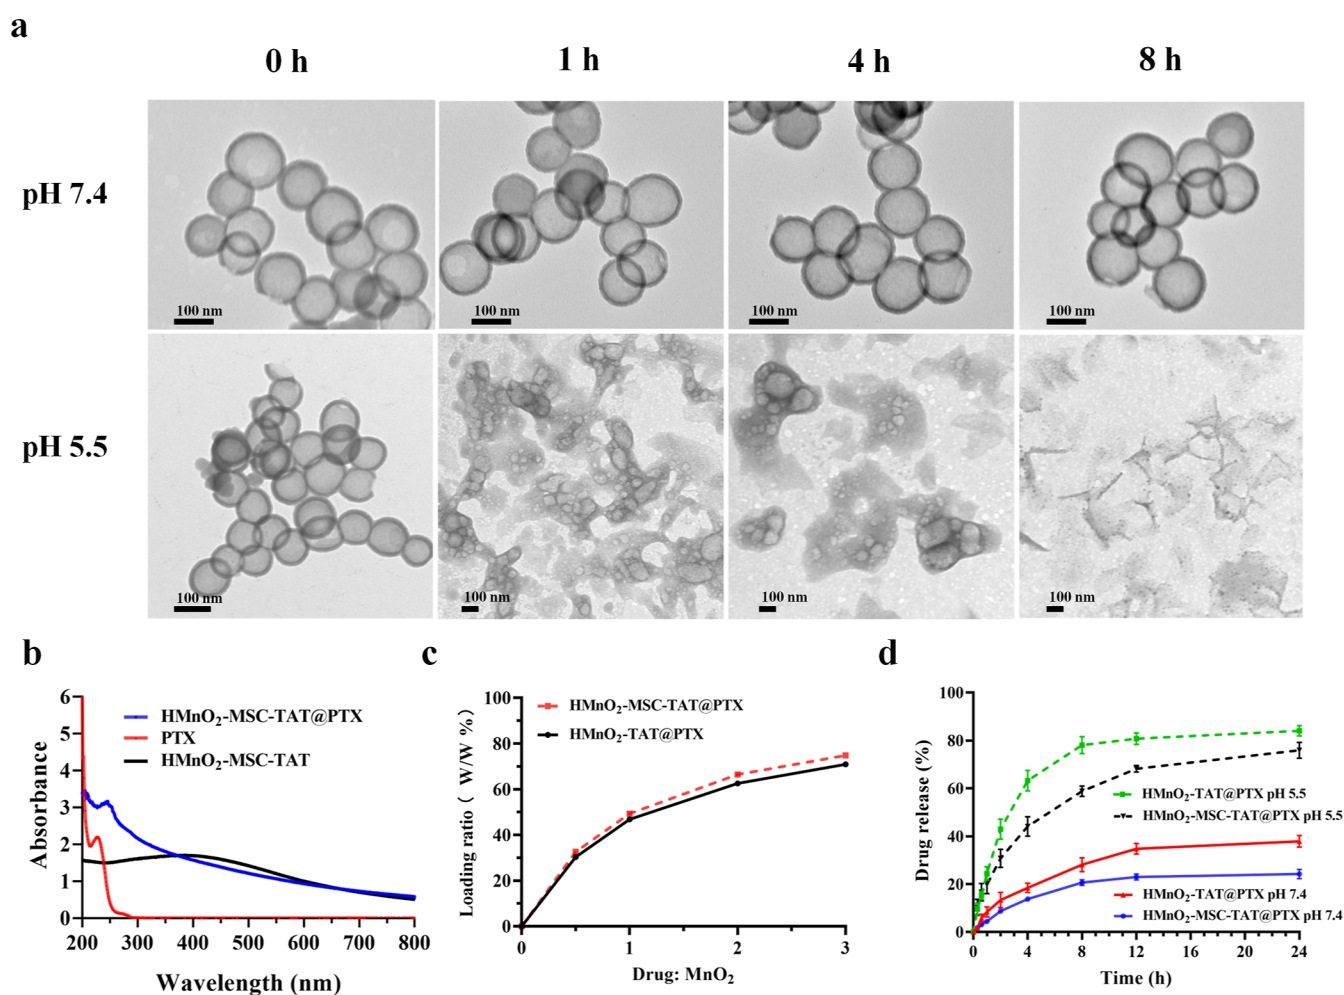 a
0 h 1 h 4 h 8 h
pH 7.4
100 nm 100 nm 100 nm 100 nm
pH 5.5
100 nm 100 nm 100 nm 100 nm
b
6
5
4
3
2
1
0
Absorbance
HMnO₂-MSC-TAT@PTX
PTX
HMnO₂-MSC-TAT
200 300 400 500 600 700 800
Wavelength (nm)
c
100
80
60
40
20
0
Loading ratio ( W/W %)
HMnO₂-MSC-TAT@PTX
HMnO₂-TAT@PTX
0 1 2 3
Drug: MnO₂
d
100
80
60
40
20
0
Drug release (%)
HMnO₂-TAT@PTX pH 5.5
HMnO₂-MSC-TAT@PTX pH 5.5
HMnO₂-TAT@PTX pH 7.4
HMnO₂-MSC-TAT@PTX pH 7.4
0 4 8 12 16 20 24
Time (h)